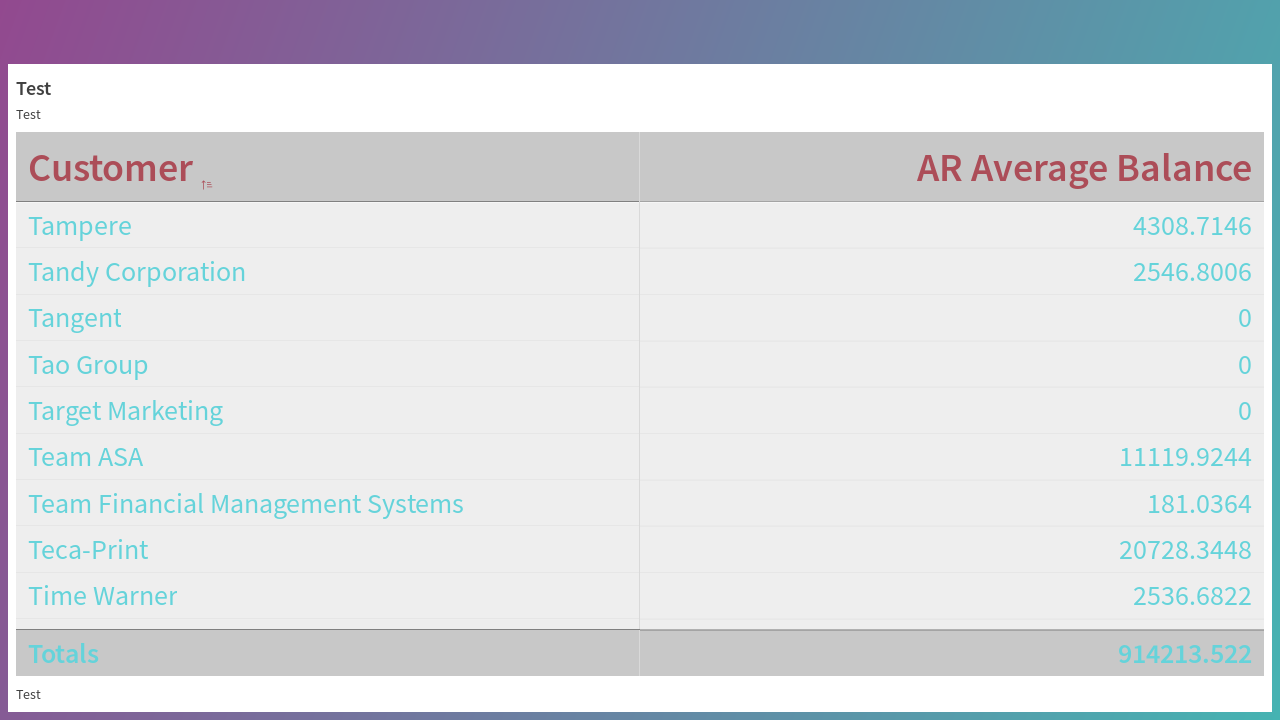 Test
Test
Customer AR Average Balance
Tampere 4308.7146
Tandy Corporation 2546.8006
Tangent 0
Tao Group 0
Target Marketing 0
Team ASA 11119.9244
Team Financial Management Systems 181.0364
Teca-Print 20728.3448
Time Warner 2536.6822
Totals 914213.522
Test